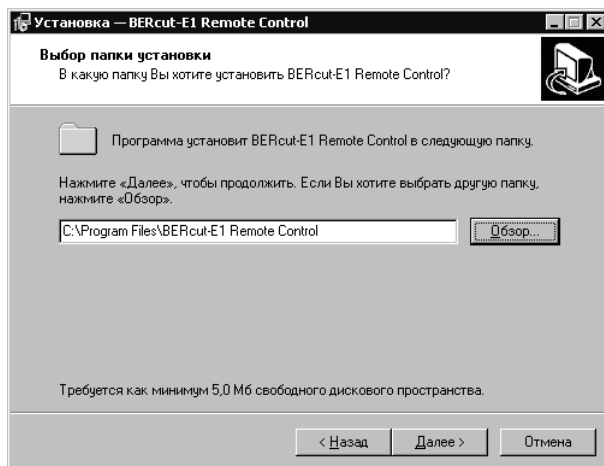 Установка — BERcut-E1 Remote Control
Выбор папки установки
В какую папку Вы хотите установить BERcut-E1 Remote Control?
Программа установит BERcut-E1 Remote Control в следующую папку.
Нажмите «Далее», чтобы продолжить. Если Вы хотите выбрать другую папку,
нажмите «Обзор».
C:\Program Files\BERcut-E1 Remote Control
Обзор...
Требуется как минимум 5,0 Мб свободного дискового пространства.
< Назад
Далее >
Отмена